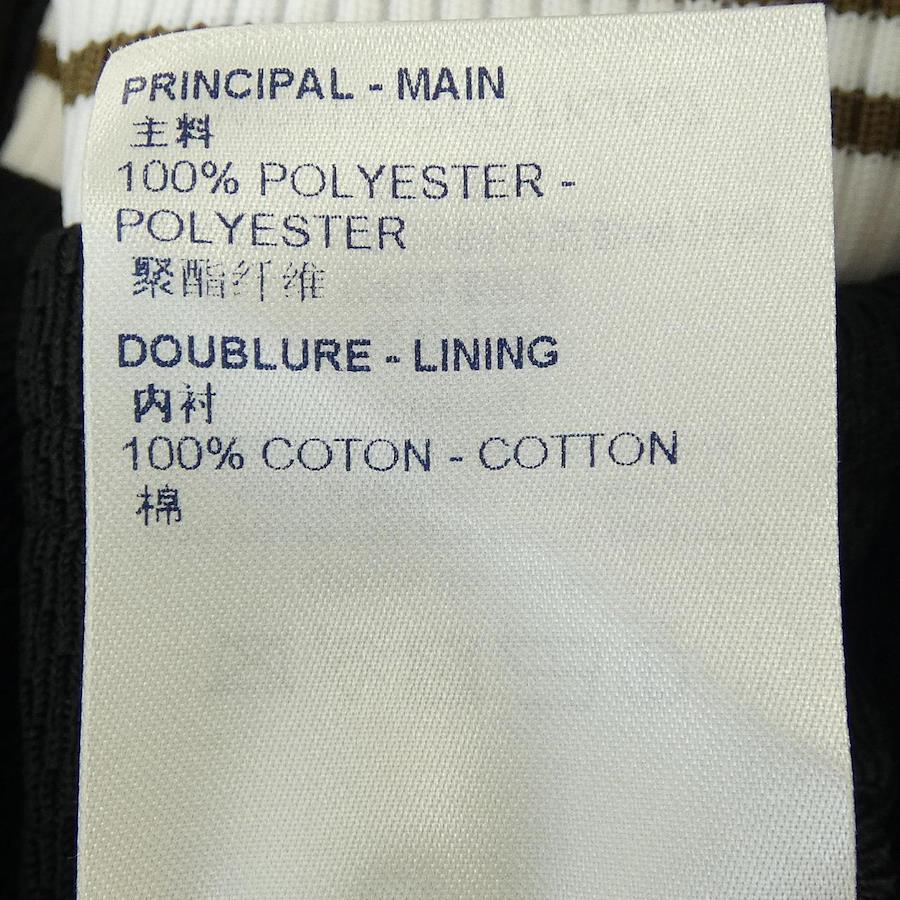 PRINCIPAL - MAIN
主料
100% POLYESTER -
POLYESTER
聚酯纤维
DOUBLURE - LINING
内衬
100% COTON - COTTON
棉